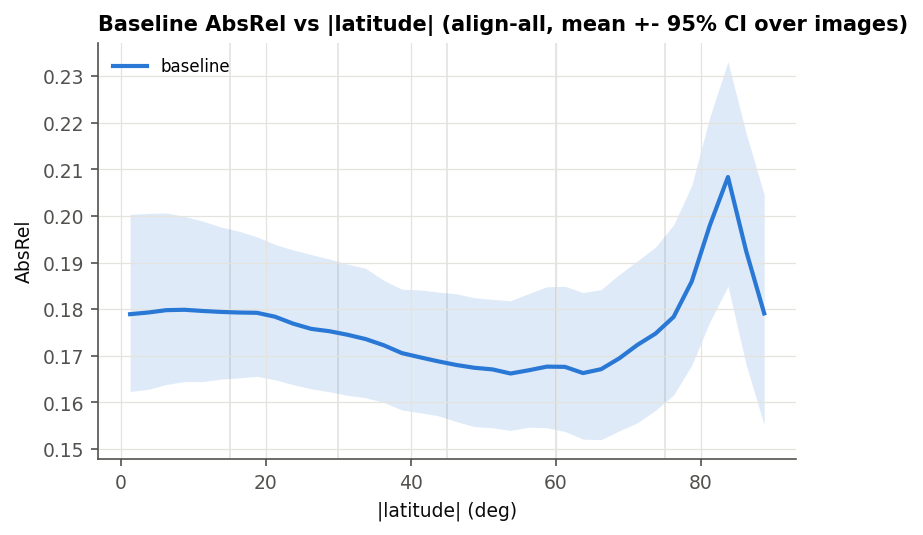 Baseline AbsRel vs |latitude| (align-all, mean +- 95% CI over images)
baseline
0.23
0.22
0.21
0.20
0.19
0.18
0.17
0.16
0.15
AbsRel
0 20 40 60 80
|latitude| (deg)